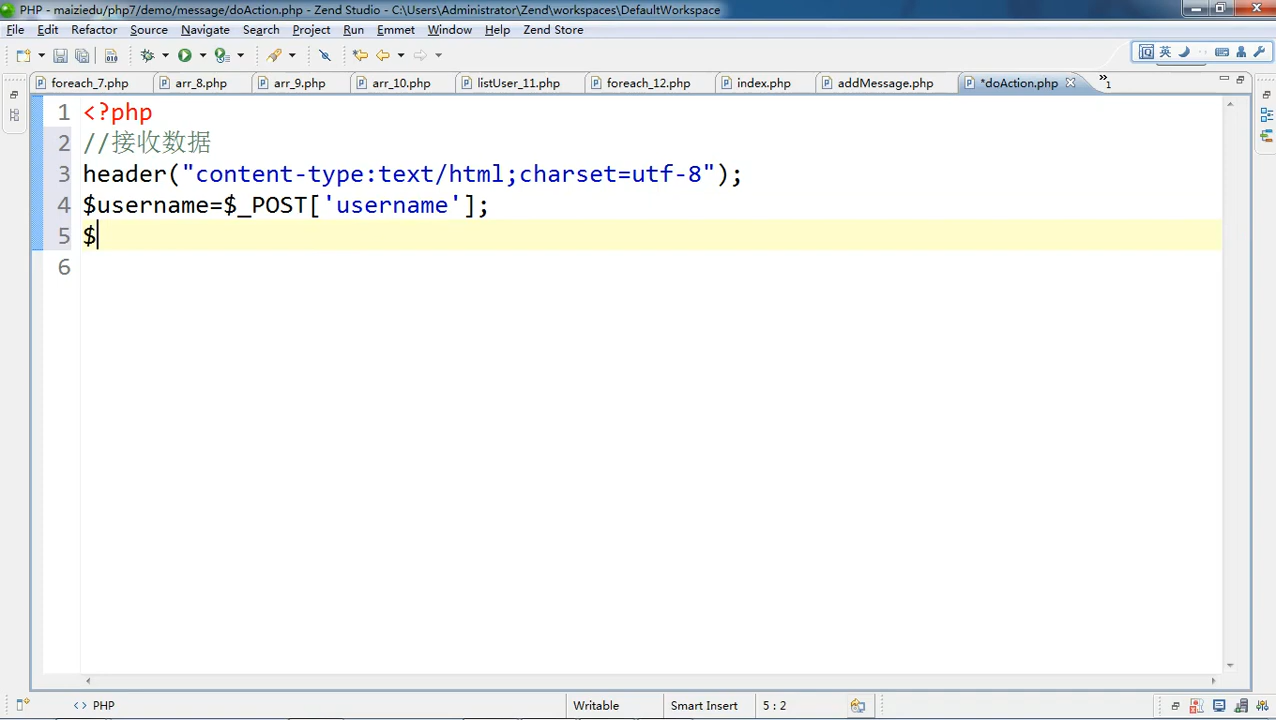 PHP - maiziedu/php7/demo/message/doAction.php - Zend Studio - C:\Users\Administrator\Zend\workspaces\DefaultWorkspace
File Edit Refactor Source Navigate Search Project Run Emmet Window Help Zend Store
英
foreach_7.php arr_8.php arr_9.php arr_10.php listUser_11.php foreach_12.php index.php addMessage.php *doAction.php »1
1 <?php
2 //接收数据
3 header("content-type:text/html;charset=utf-8");
4 $username=$_POST['username'];
5 $
6
<> PHP Writable Smart Insert 5 : 2